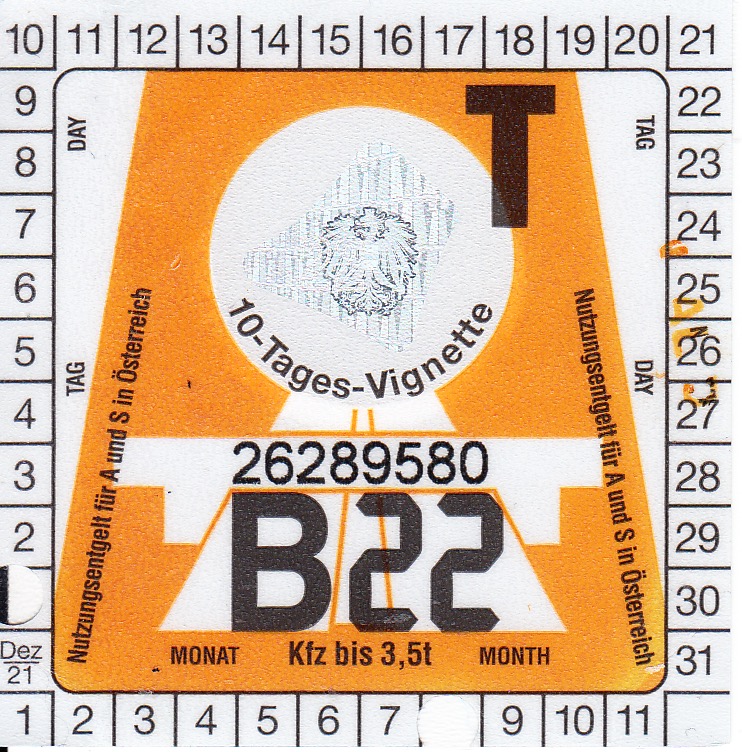 10 11 12 13 14 15 16 17 18 19 20 21
9 DAY T TAG 22
8 23
7 24
6 25
5 TAG DAY 26
4 27
3 28
2 29
30
Dez 21 31
10-Tages-Vignette
Nutzungsentgelt für A und S in Österreich
Nutzungsentgelt für A und S in Österreich
26289580
B22
MONAT Kfz bis 3,5t MONTH
1 2 3 4 5 6 7 9 10 11